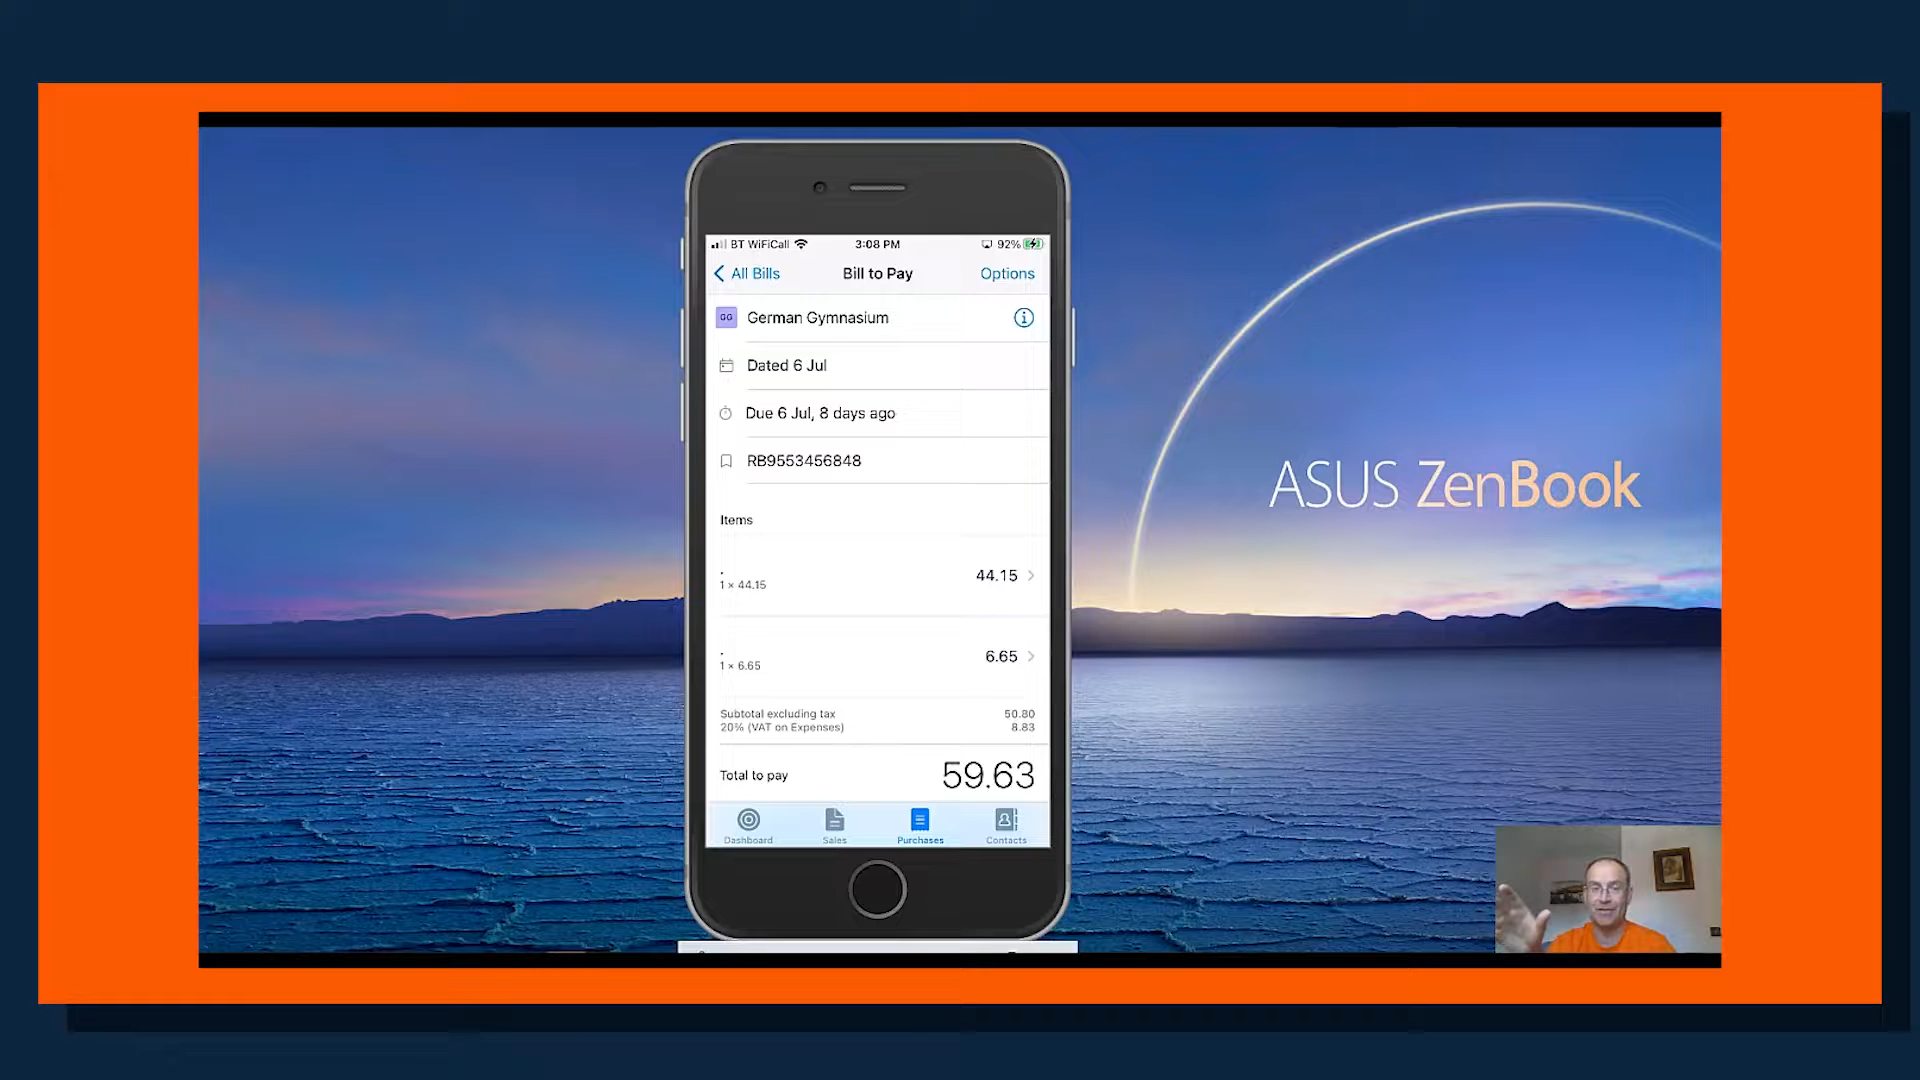 BT WiFiCall 3:08 PM 92%
All Bills Bill to Pay Options
GG German Gymnasium
Dated 6 Jul
Due 6 Jul, 8 days ago
RB9553456848
Items
. 44.15
1 × 44.15
. 6.65
1 × 6.65
Subtotal excluding tax 50.80
20% (VAT on Expenses) 8.83
Total to pay 59.63
Dashboard Sales Purchases Contacts
ASUS ZenBook